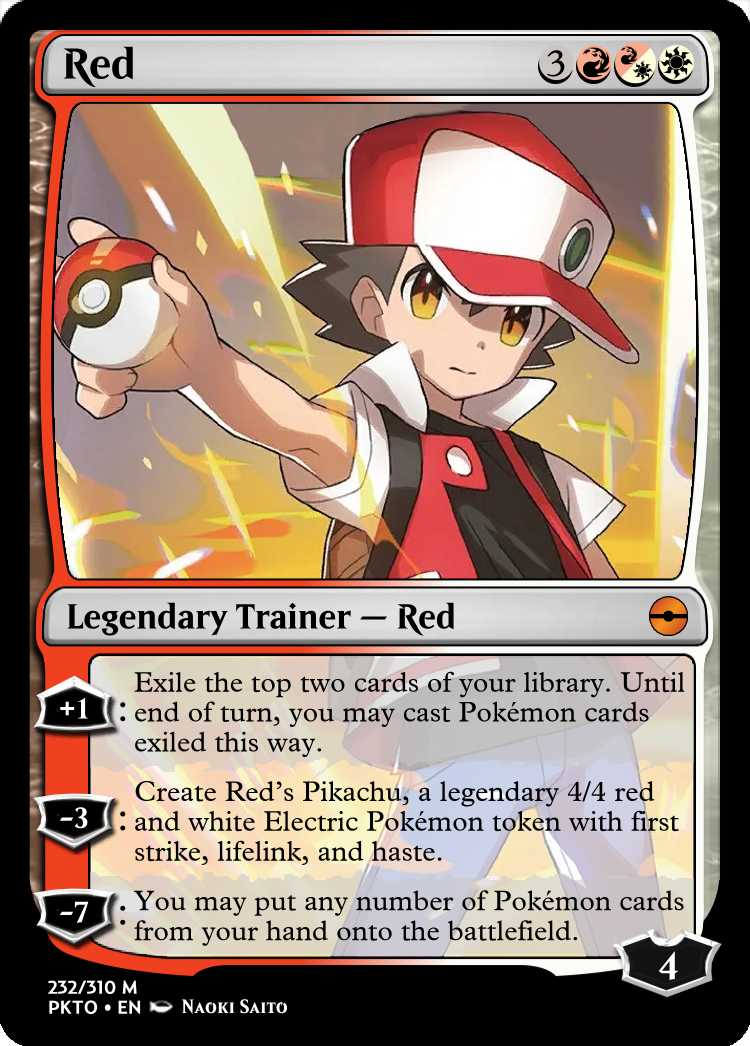 Red 3
Legendary Trainer — Red
+1: Exile the top two cards of your library. Until
end of turn, you may cast Pokémon cards
exiled this way.
-3: Create Red's Pikachu, a legendary 4/4 red
and white Electric Pokémon token with first
strike, lifelink, and haste.
-7: You may put any number of Pokémon cards
from your hand onto the battlefield.
4
232/310 M
PKTO • EN Naoki Saito